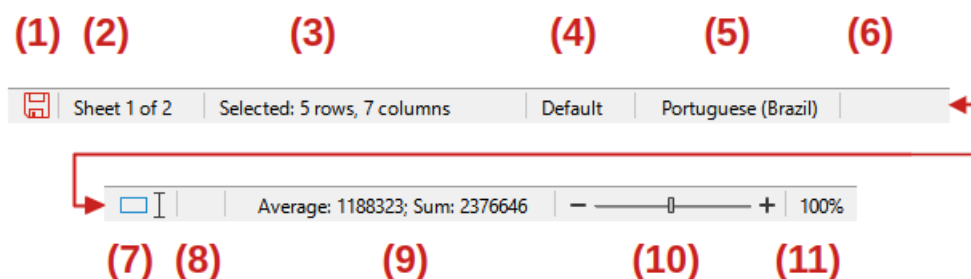 (1) (2) (3) (4) (5) (6)
Sheet 1 of 2 Selected: 5 rows, 7 columns Default Portuguese (Brazil)
Average: 1188323; Sum: 2376646 100%
(7) (8) (9) (10) (11)